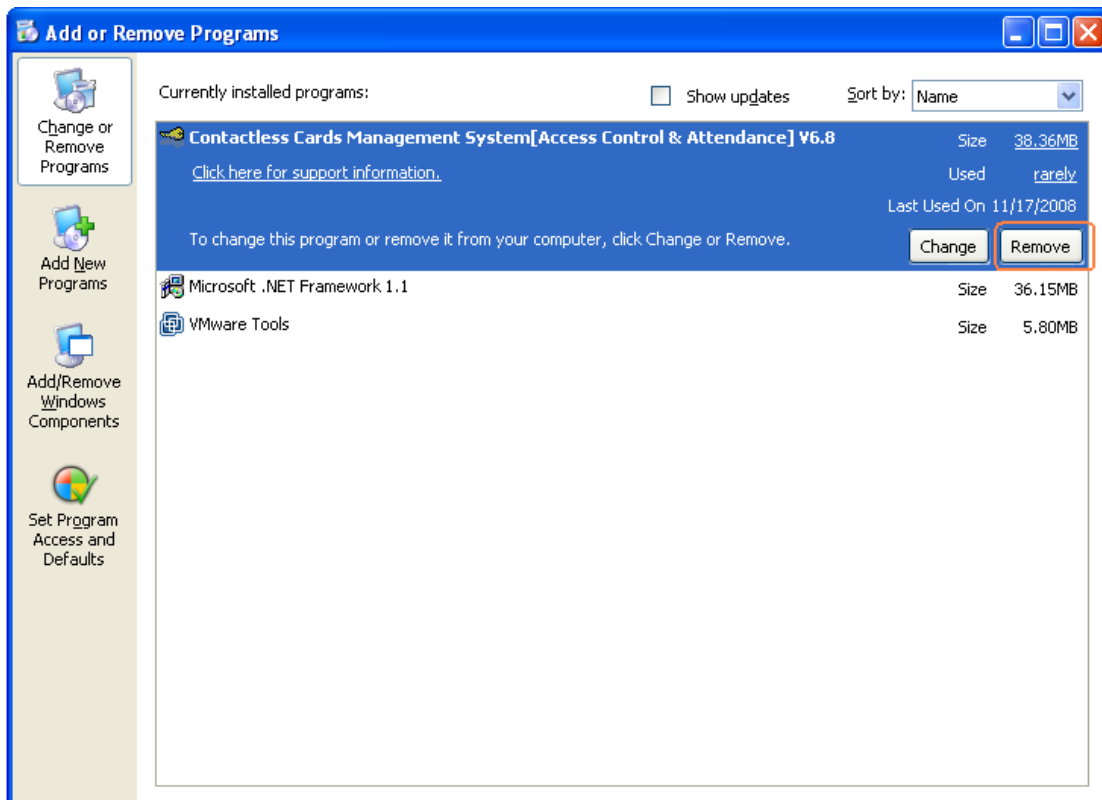 Add or Remove Programs
Change or
Remove
Programs
Add New
Programs
Add/Remove
Windows
Components
Set Program
Access and
Defaults
Currently installed programs:
Show updates
Sort by: Name
Contactless Cards Management System[Access Control & Attendance] V6.8 Size 38.36MB
Click here for support information. Used rarely
Last Used On 11/17/2008
To change this program or remove it from your computer, click Change or Remove. Change Remove
Microsoft .NET Framework 1.1 Size 36.15MB
VMware Tools Size 5.80MB